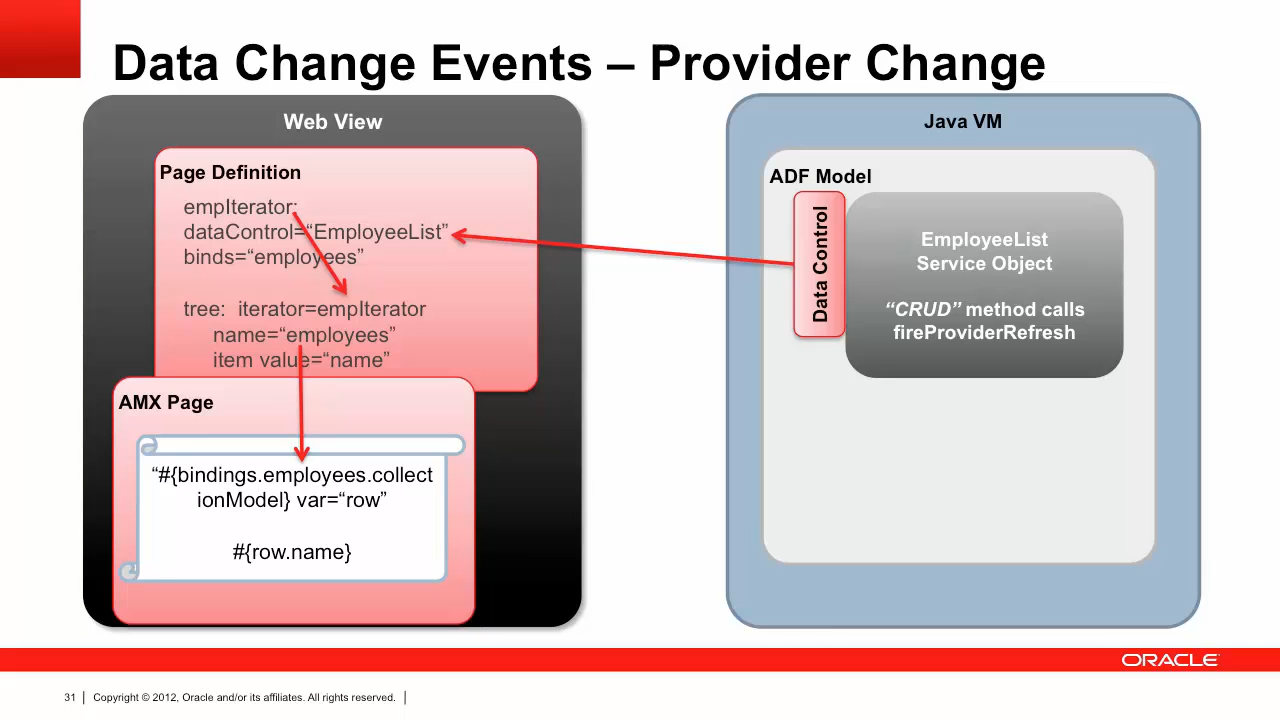 Data Change Events – Provider Change
Web View
Page Definition
empIterator:
dataControl=“EmployeeList”
binds=“employees”
tree:  iterator=empIterator
name=“employees”
item value=“name”
AMX Page
“#{bindings.employees.collect
ionModel} var=“row”
#{row.name}
Java VM
ADF Model
Data Control
EmployeeList
Service Object
“CRUD” method calls
fireProviderRefresh
ORACLE
31 | Copyright © 2012, Oracle and/or its affiliates. All rights reserved. |